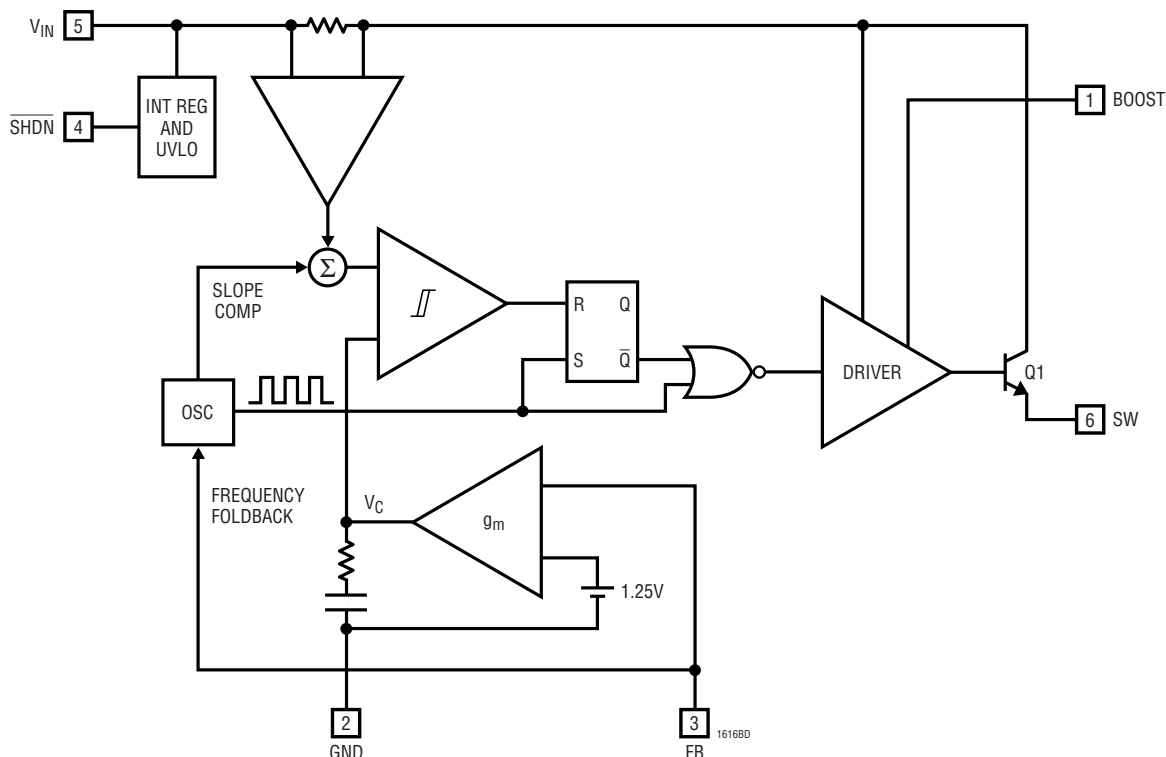 V_IN 5
SHDN 4
INT REG
AND
UVLO
1 BOOST
Σ
SLOPE
COMP
R Q
S Q̅
DRIVER
Q1
OSC
6 SW
FREQUENCY
FOLDBACK
V_C
g_m
1.25V
2
GND
3
FB
1616BD